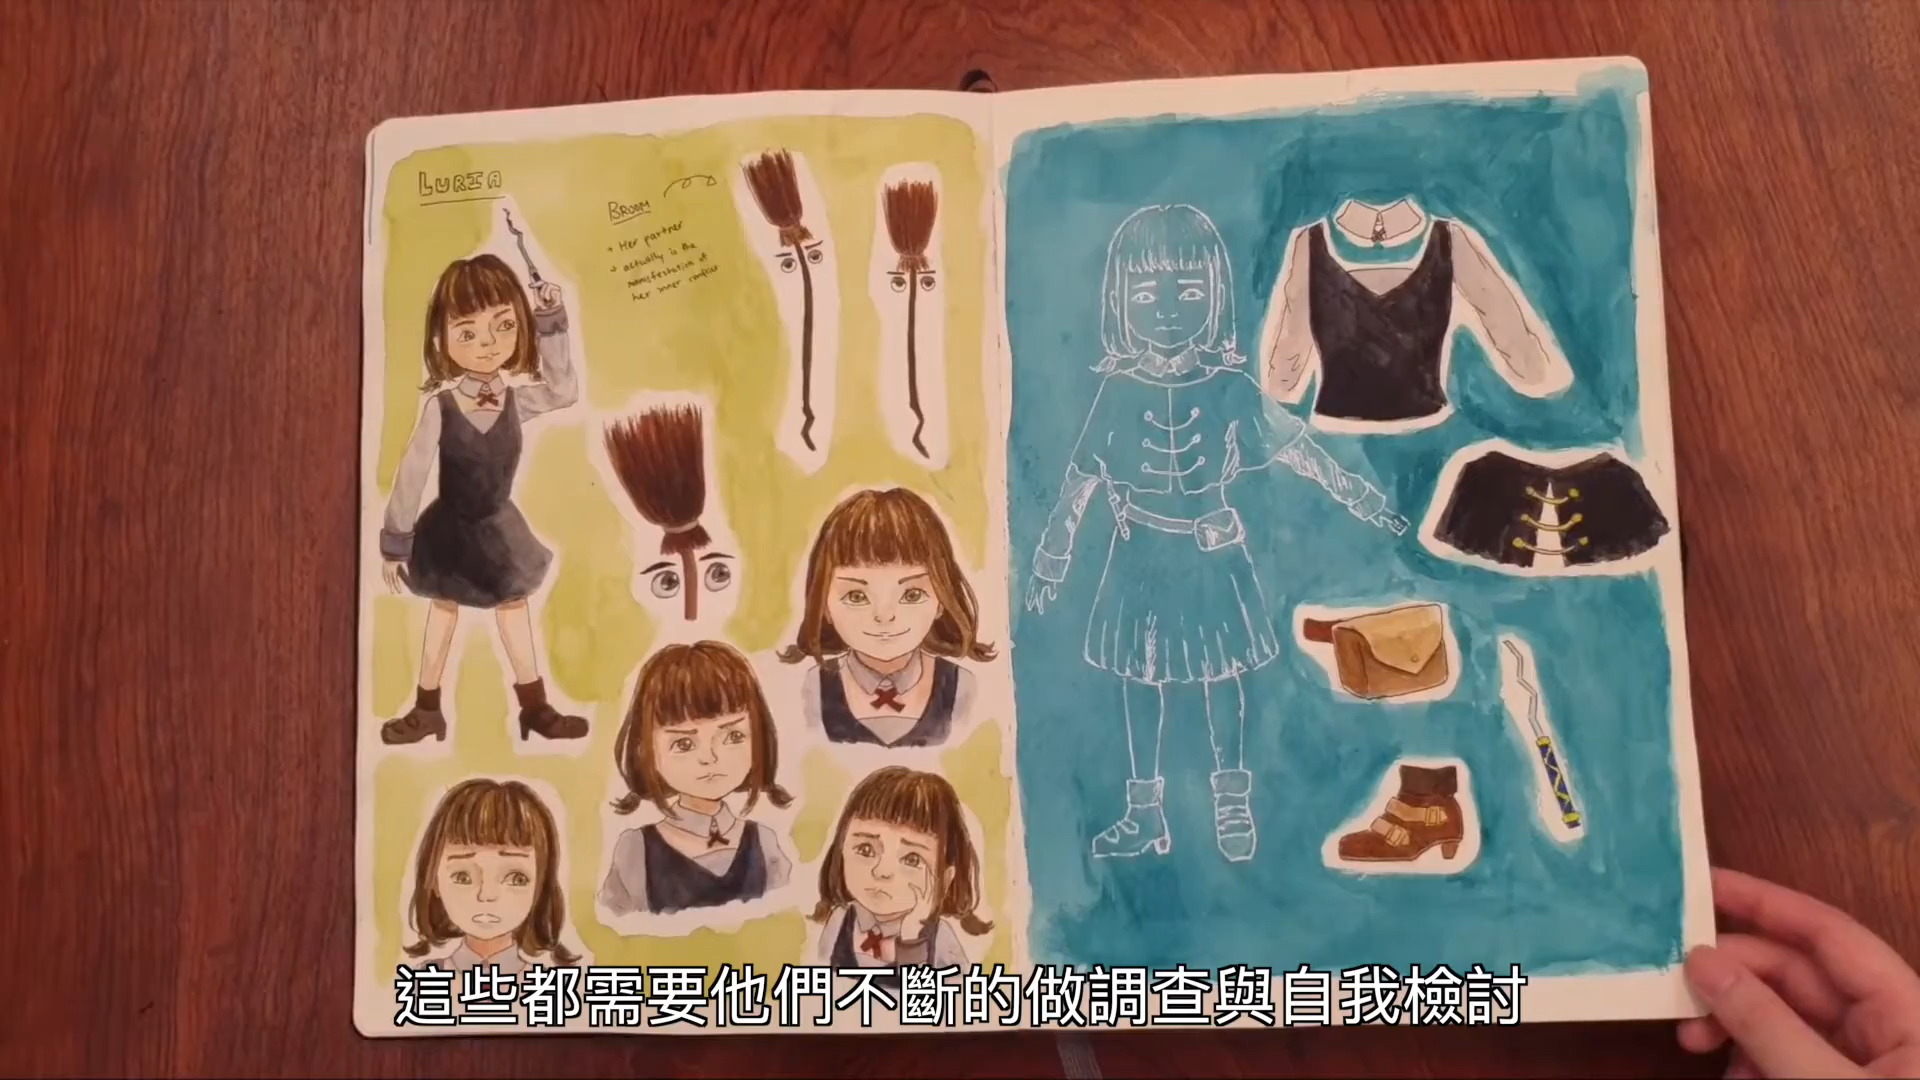 LURIA
BROOM
Her partner
actually is the
manifestation of
her inner conflict
這些都需要他們不斷的做調查與自我檢討